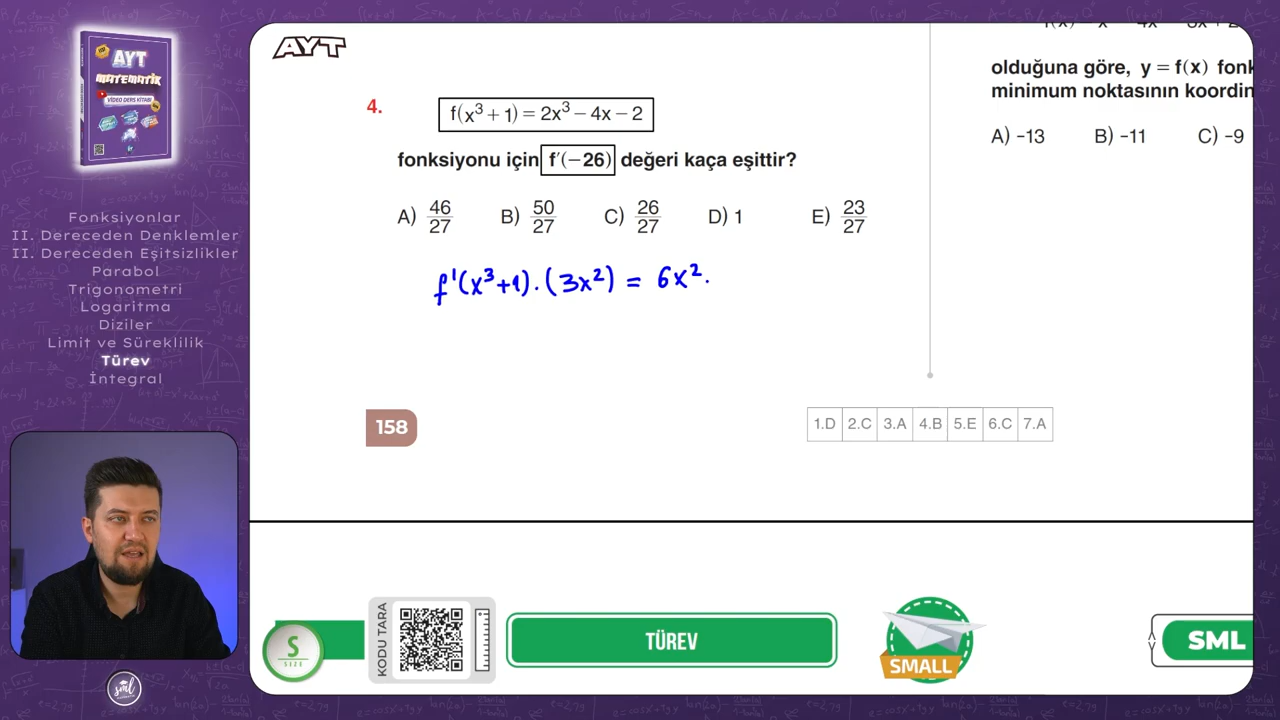 AYT
MATEMATİK
VİDEO DERS KİTABI
Fonksiyonlar
II. Dereceden Denklemler
II. Dereceden Eşitsizlikler
Parabol
Trigonometri
Logaritma
Diziler
Limit ve Süreklilik
Türev
İntegral
sml
AYT
4.
f(x³ + 1) = 2x³ − 4x − 2
fonksiyonu için f′(−26) değeri kaça eşittir?
A) 46/27 B) 50/27 C) 26/27 D) 1 E) 23/27
f'(x³+1).(3x²) = 6x².
158
olduğuna göre, y = f(x) fonk
minimum noktasının koordin
A) −13 B) −11 C) −9
1.D 2.C 3.A 4.B 5.E 6.C 7.A
S
SIZE
KODU TARA
TÜREV
SMALL
SML